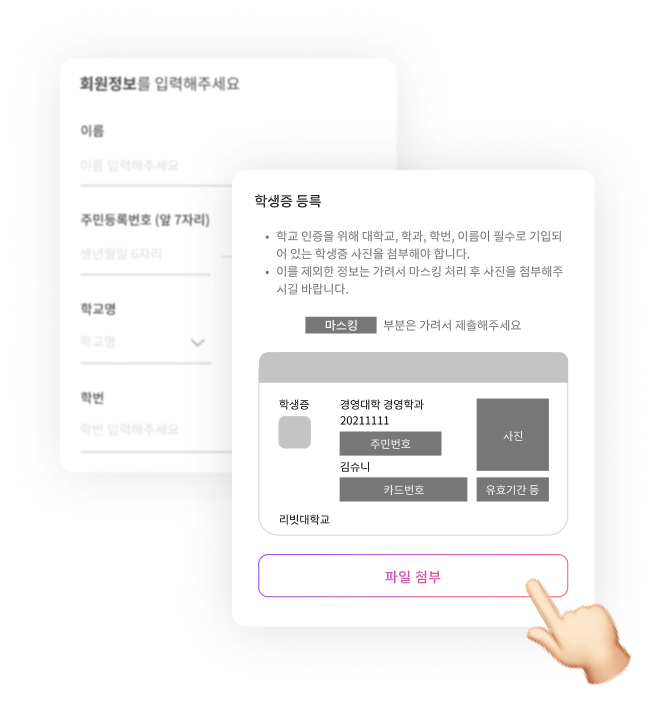 회원정보를 입력해주세요
이름
이름 입력해주세요
주민등록번호 (앞 7자리)
생년월일 6자리
학교명
학교명
학번
학번 입력해주세요
학생증 등록
• 학교 인증을 위해 대학교, 학과, 학번, 이름이 필수로 기입되
어 있는 학생증 사진을 첨부해야 합니다.
• 이를 제외한 정보는 가려서 마스킹 처리 후 사진을 첨부해주
시길 바랍니다.
마스킹 부분은 가려서 제출해주세요
학생증
경영대학 경영학과
20211111
주민번호
김슈니
카드번호
사진
유효기간 등
리빗대학교
파일 첨부